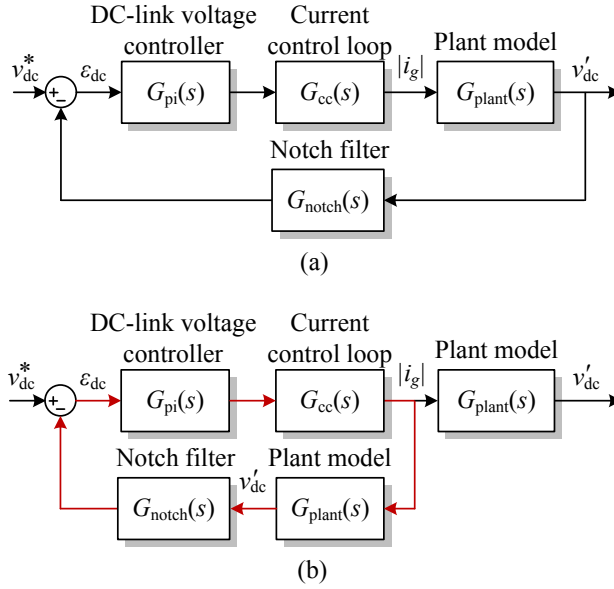 DC-link voltage
controller
Current
control loop
Plant model
v*dc
εdc
+
−
Gpi(s)
Gcc(s)
|ig|
Gplant(s)
v′dc
Notch filter
Gnotch(s)
(a)
DC-link voltage
controller
Current
control loop
Plant model
v*dc
εdc
+
−
Gpi(s)
Gcc(s)
|ig|
Gplant(s)
v′dc
Notch filter
v′dc
Plant model
Gnotch(s)
Gplant(s)
(b)